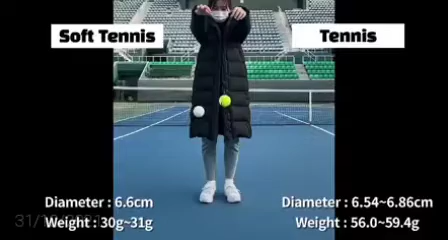 Soft Tennis
Tennis
Diameter : 6.6cm
Weight : 30g~31g
Diameter : 6.54~6.86cm
Weight : 56.0~59.4g